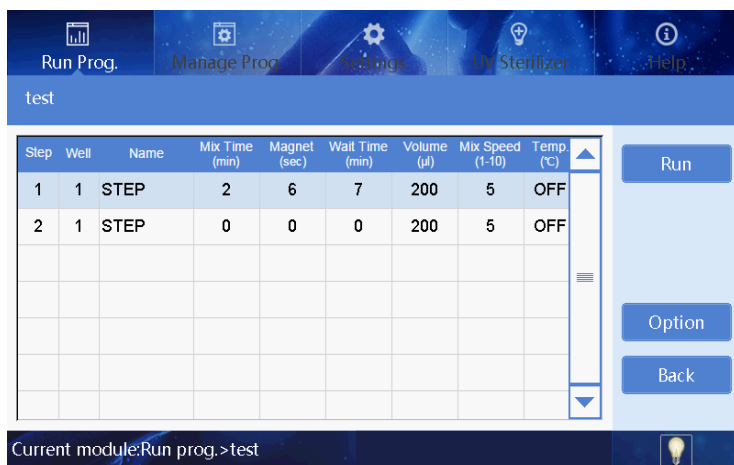 Run Prog. Manage Prog. Settings UV Sterilizer Help
test
Step Well Name Mix Time (min) Magnet (sec) Wait Time (min) Volume (μl) Mix Speed (1-10) Temp. (℃)
1 1 STEP 2 6 7 200 5 OFF
2 1 STEP 0 0 0 200 5 OFF
Run
Option
Back
Current module:Run prog.>test